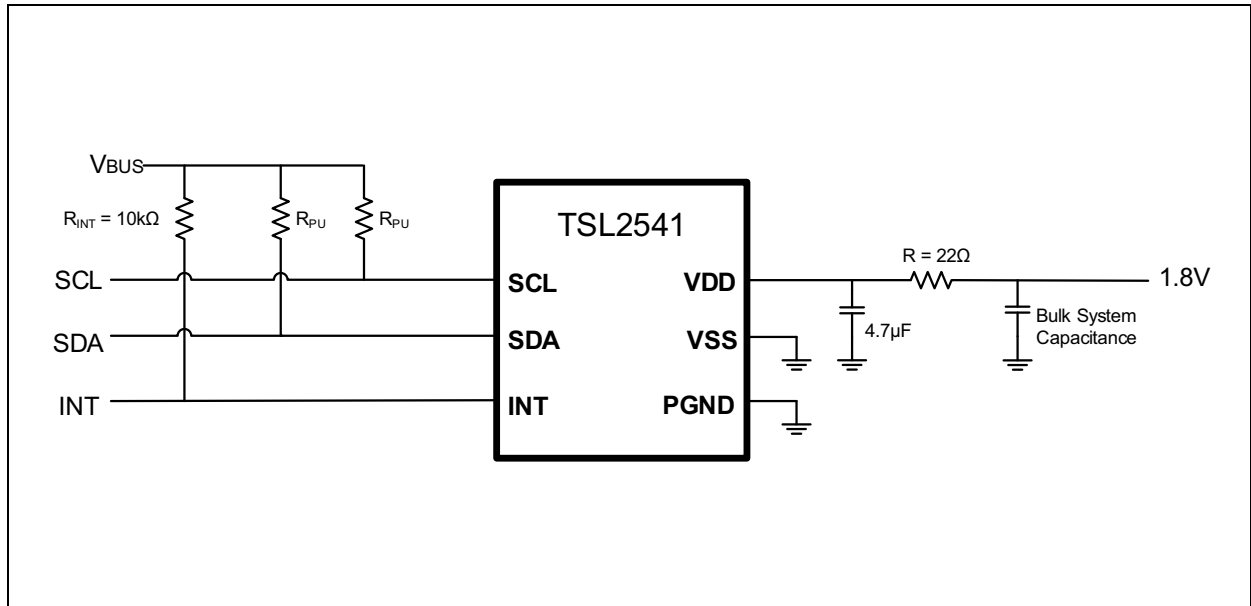 VBUS
RINT = 10kΩ
RPU
RPU
SCL
SDA
INT
TSL2541
SCL
VDD
SDA
VSS
INT
PGND
R = 22Ω
1.8V
4.7µF
Bulk System
Capacitance